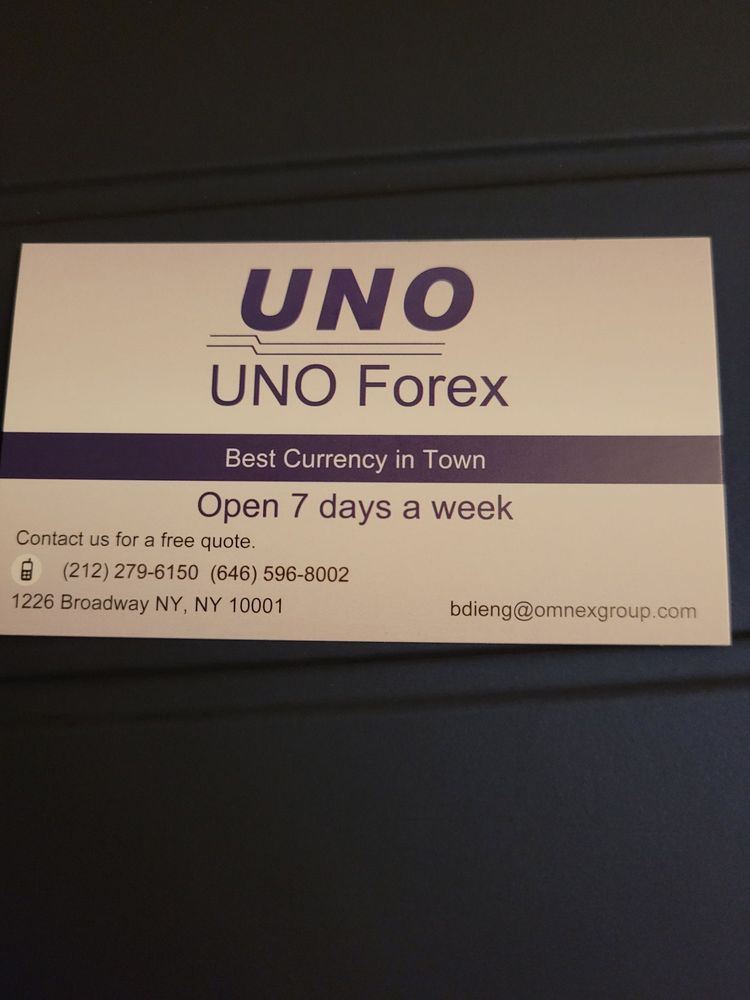 UNO
UNO Forex
Best Currency in Town
Open 7 days a week
Contact us for a free quote.
(212) 279-6150 (646) 596-8002
1226 Broadway NY, NY 10001
bdieng@omnexgroup.com